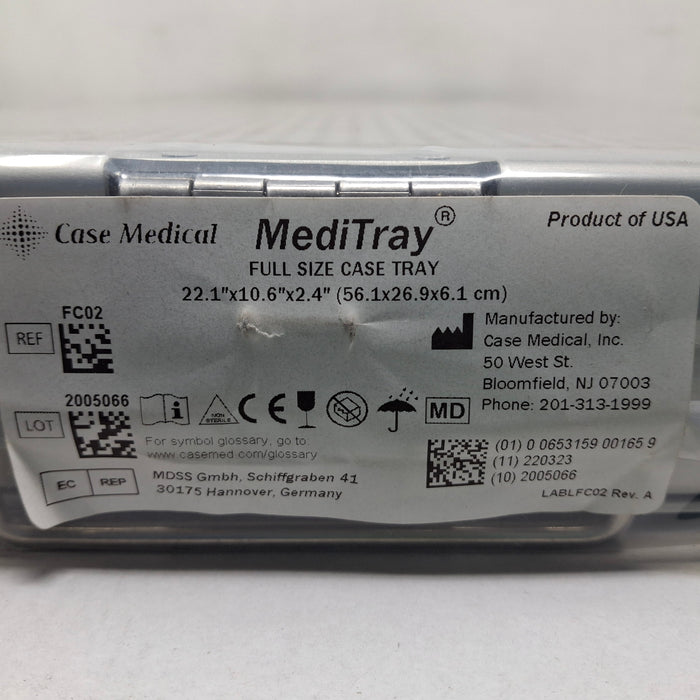 Case Medical
MediTray®
Product of USA
FULL SIZE CASE TRAY
22.1"x10.6"x2.4" (56.1x26.9x6.1 cm)
REF
FC02
Manufactured by:
Case Medical, Inc.
50 West St.
Bloomfield, NJ 07003
Phone: 201-313-1999
LOT
2005066
i
NON
STERILE
CE
MD
For symbol glossary, go to:
www.casemed.com/glossary
EC REP
MDSS Gmbh, Schiffgraben 41
30175 Hannover, Germany
(01) 0 0653159 00165 9
(11) 220323
(10) 2005066
LABLFC02 Rev. A